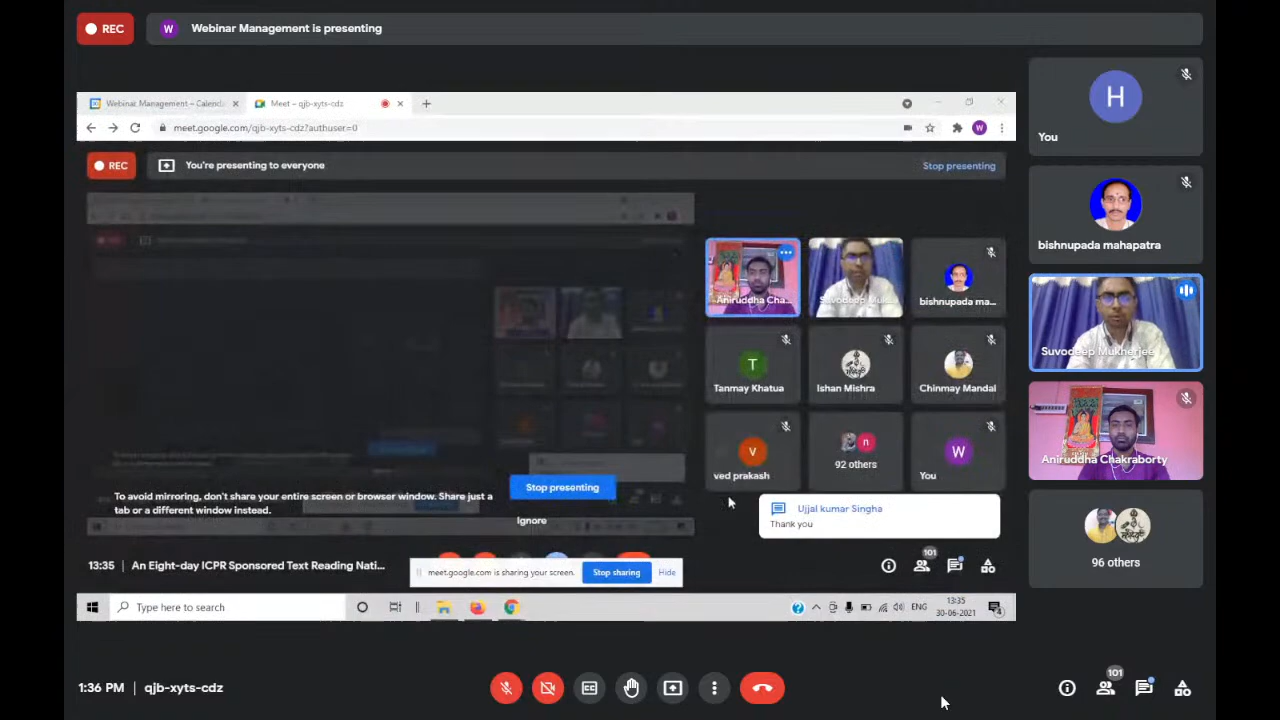 REC
W
Webinar Management is presenting
Webinar Management – Calend
Meet – qjb-xyts-cdz
meet.google.com/qjb-xyts-cdz?authuser=0
W
REC
You're presenting to everyone
Stop presenting
Aniruddha Cha...
Suvodeep Muk
bishnupada ma...
T
Tanmay Khatua
Ishan Mishra
Chinmay Mandal
V
ved prakash
n
92 others
W
You
To avoid mirroring, don't share your entire screen or browser window. Share just a
tab or a different window instead.
Stop presenting
Ignore
Ujjal kumar Singha
Thank you
13:35 | An Eight-day ICPR Sponsored Text Reading Nati...
meet.google.com is sharing your screen.
Stop sharing
Hide
101
Type here to search
ENG
13:35
30-06-2021
4
H
You
bishnupada mahapatra
Suvodeep Mukherjee
Aniruddha Chakraborty
96 others
1:36 PM | qjb-xyts-cdz
CC
101